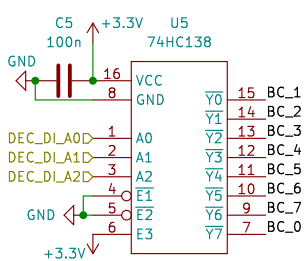 C5 +3.3V U5
100n 74HC138
GND
16 VCC
8 GND Y0 15 BC_1
Y1 14 BC_2
DEC_DI_A0 1 A0 Y2 13 BC_3
DEC_DI_A1 2 A1 Y3 12 BC_4
DEC_DI_A2 3 A2 Y4 11 BC_5
4 E1 Y5 10 BC_6
GND 5 E2 Y6 9 BC_7
6 E3 Y7 7 BC_0
+3.3V